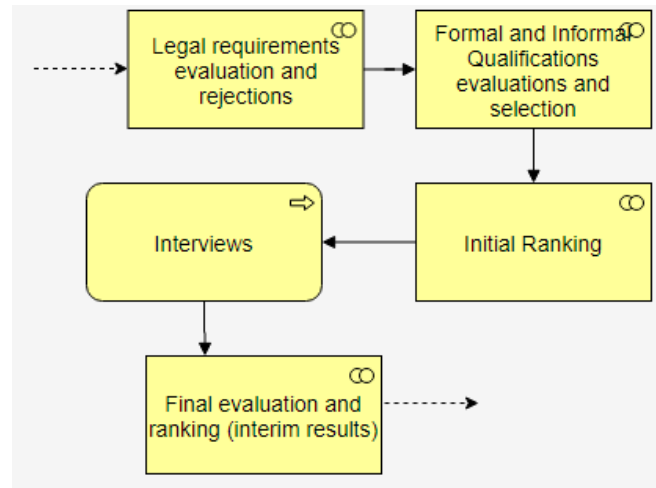 Legal requirements
evaluation and
rejections
Formal and Informal
Qualifications
evaluations and
selection
Interviews
Initial Ranking
Final evaluation and
ranking (interim results)